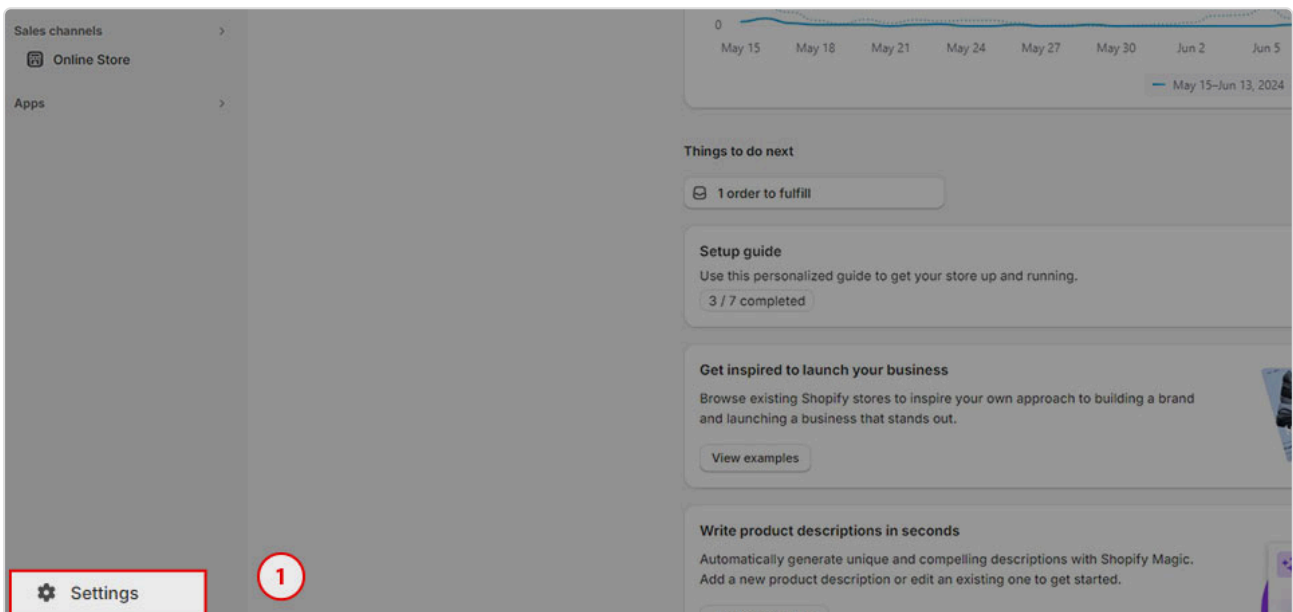 Sales channels
Online Store
Apps
0
May 15 May 18 May 21 May 24 May 27 May 30 Jun 2 Jun 5
May 15–Jun 13, 2024
Things to do next
1 order to fulfill
Setup guide
Use this personalized guide to get your store up and running.
3 / 7 completed
Get inspired to launch your business
Browse existing Shopify stores to inspire your own approach to building a brand
and launching a business that stands out.
View examples
Write product descriptions in seconds
Automatically generate unique and compelling descriptions with Shopify Magic.
Add a new product description or edit an existing one to get started.
Settings
1